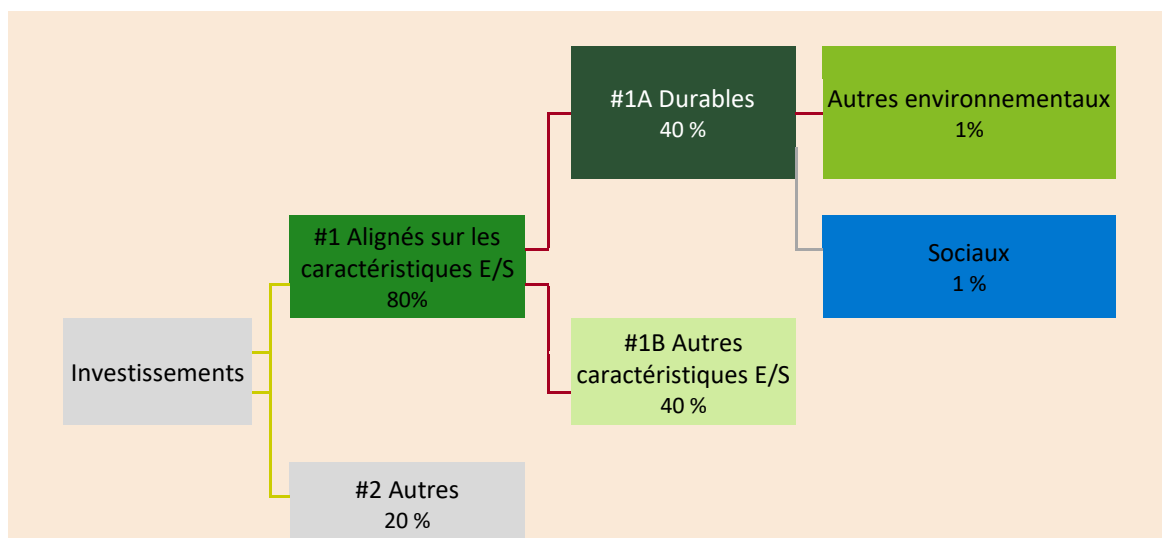 #1A Durables
40 %
Autres environnementaux
1%
#1 Alignés sur les
caractéristiques E/S
80%
Sociaux
1 %
Investissements
#1B Autres
caractéristiques E/S
40 %
#2 Autres
20 %